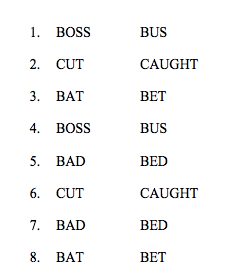 1. BOSS BUS
2. CUT CAUGHT
3. BAT BET
4. BOSS BUS
5. BAD BED
6. CUT CAUGHT
7. BAD BED
8. BAT BET